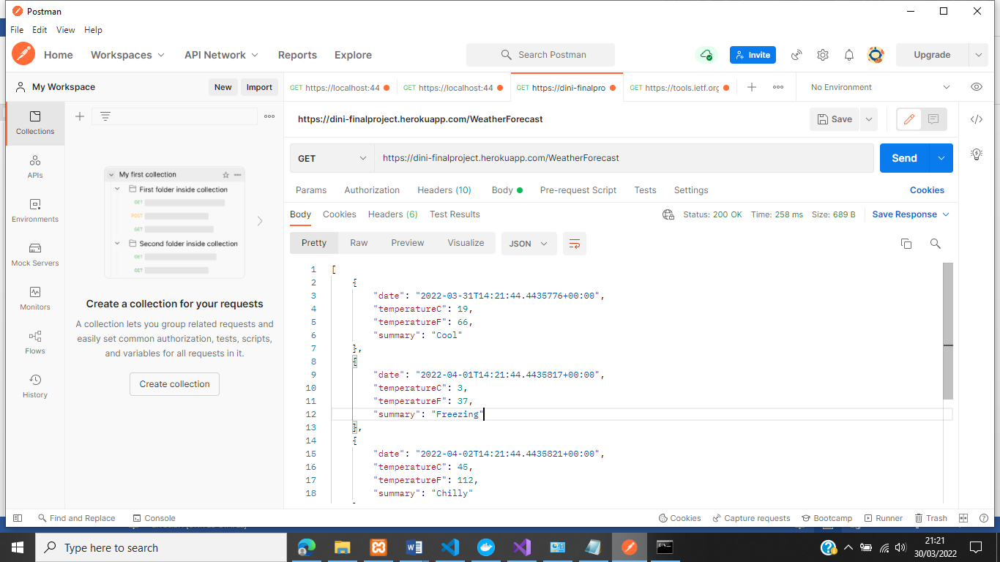 Postman
File Edit View Help
Home Workspaces API Network Reports Explore Search Postman Invite Upgrade
My Workspace New Import GET https://localhost:44 GET https://localhost:44 GET https://dini-finalpro GET https://tools.ietf.org No Environment
https://dini-finalproject.herokuapp.com/WeatherForecast Save
Collections
APIs
Environments
Mock Servers
Monitors
Flows
History
My first collection
First folder inside collection
GET
POST
GET
Second folder inside collection
GET
GET
Create a collection for your requests
A collection lets you group related requests and
easily set common authorization, tests, scripts,
and variables for all requests in it.
Create collection
GET https://dini-finalproject.herokuapp.com/WeatherForecast Send
Params Authorization Headers (10) Body Pre-request Script Tests Settings Cookies
Body Cookies Headers (6) Test Results Status: 200 OK Time: 258 ms Size: 689 B Save Response
Pretty Raw Preview Visualize JSON
1 [
2 {
3 "date": "2022-03-31T14:21:44.4435776+00:00",
4 "temperatureC": 19,
5 "temperatureF": 66,
6 "summary": "Cool"
7 },
8 {
9 "date": "2022-04-01T14:21:44.4435817+00:00",
10 "temperatureC": 3,
11 "temperatureF": 37,
12 "summary": "Freezing"
13 },
14 {
15 "date": "2022-04-02T14:21:44.4435821+00:00",
16 "temperatureC": 45,
17 "temperatureF": 112,
18 "summary": "Chilly"
Find and Replace Console Cookies Capture requests Bootcamp Runner Trash
Type here to search
21:21
30/03/2022